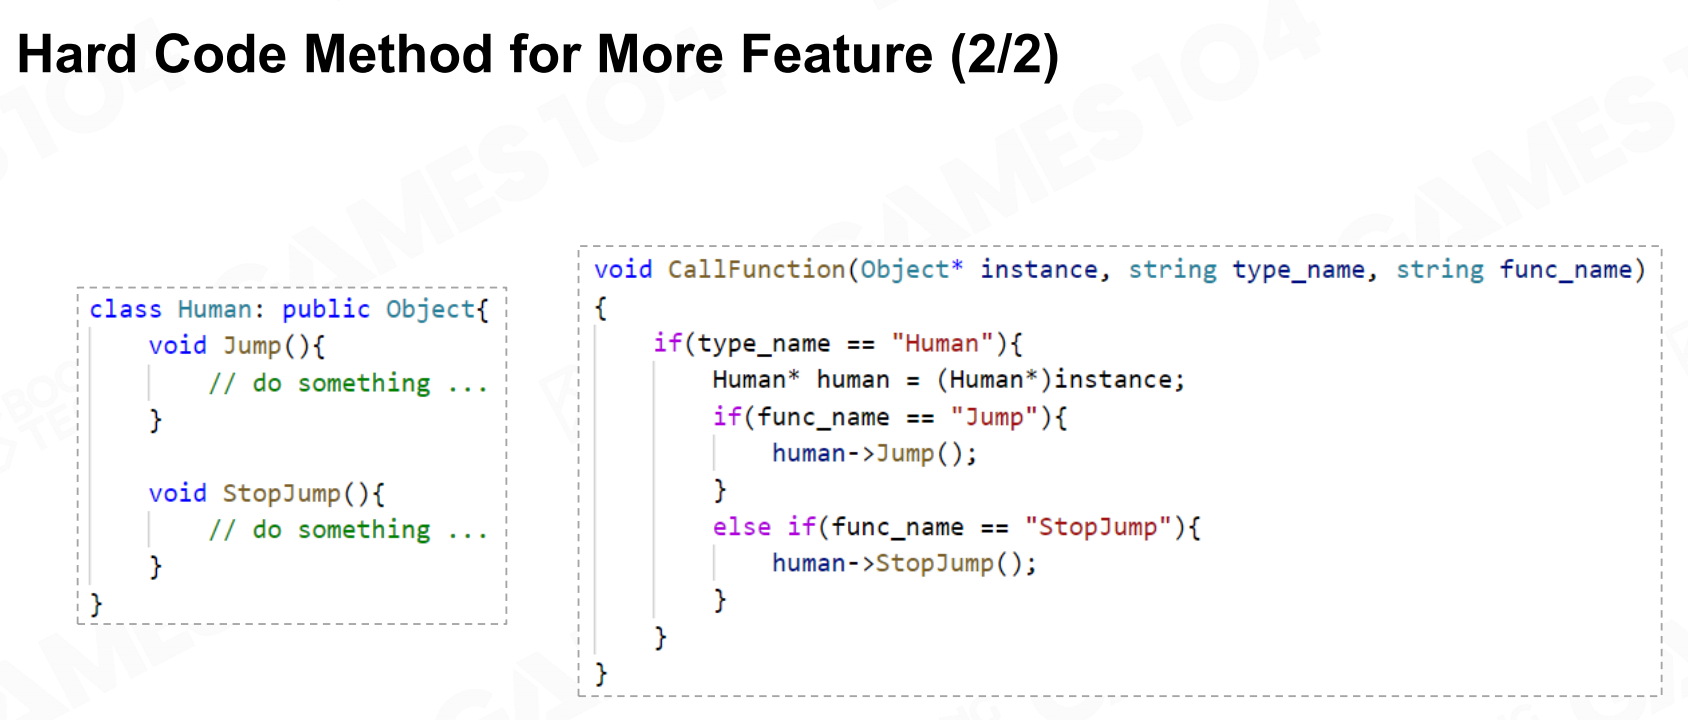 Hard Code Method for More Feature (2/2)
class Human: public Object{
void Jump(){
// do something ...
}
void StopJump(){
// do something ...
}
}
void CallFunction(Object* instance, string type_name, string func_name)
{
if(type_name == "Human"){
Human* human = (Human*)instance;
if(func_name == "Jump"){
human->Jump();
}
else if(func_name == "StopJump"){
human->StopJump();
}
}
}
GAMES104
GAMES104